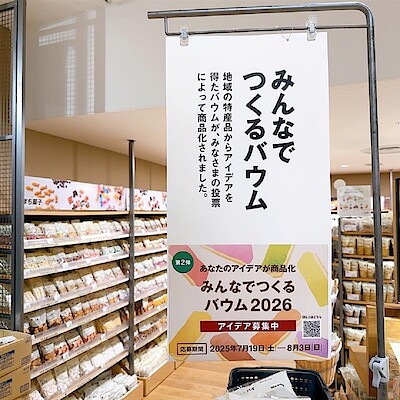 みんなで
つくるバウム
地域の特産品からアイデアを
得たバウムが、みなさまの投票
によって商品化されました。
第2弾
あなたのアイデアが商品化
みんなでつくる
バウム2026
アイデア募集中
応募期間 2025年7月19日(土)—8月3日(日)